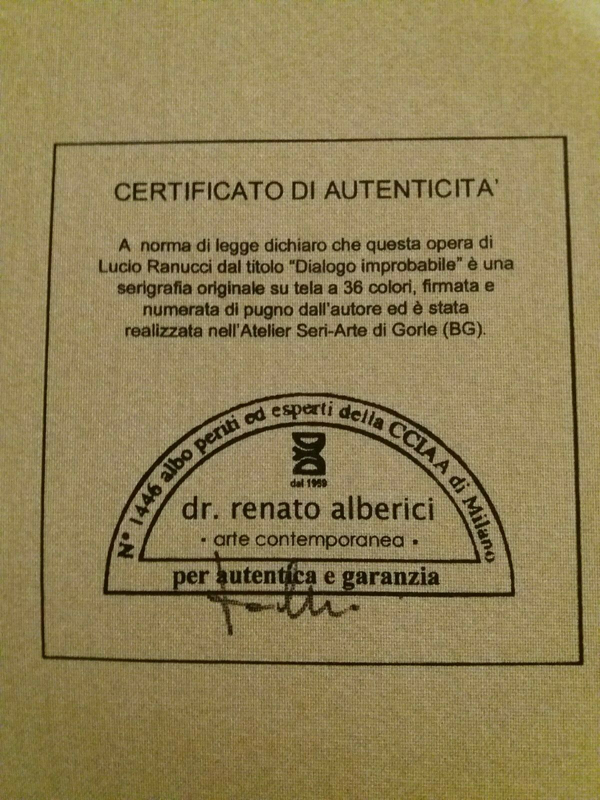 CERTIFICATO DI AUTENTICITA'
A norma di legge dichiaro che questa opera di
Lucio Ranucci dal titolo "Dialogo improbabile" è una
serigrafia originale su tela a 36 colori, firmata e
numerata di pugno dall'autore ed è stata
realizzata nell'Atelier Seri-Arte di Gorle (BG).
N° 1446 albo periti ed esperti della CCIAA di Milano
dal 1959
dr. renato alberici
· arte contemporanea ·
per autentica e garanzia